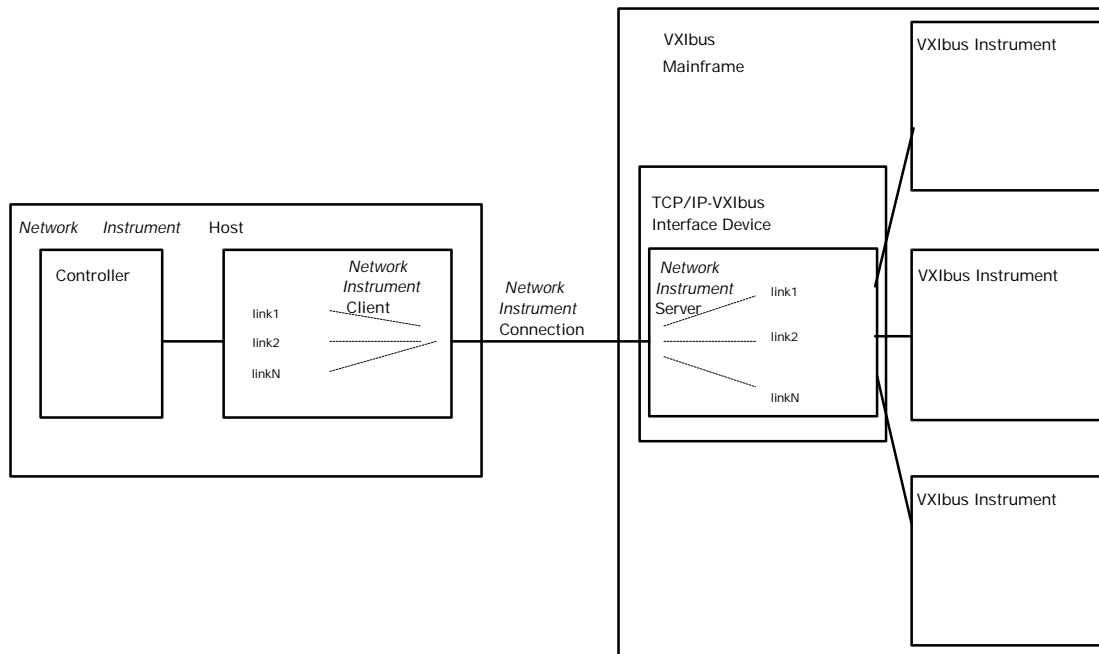 VXIbus
Mainframe
VXIbus Instrument
TCP/IP-VXIbus
Interface Device
Network Instrument Host
Controller
Network
Instrument
Client
link1
link2
linkN
Network
Instrument
Connection
Network
Instrument
Server
link1
link2
linkN
VXIbus Instrument
VXIbus Instrument